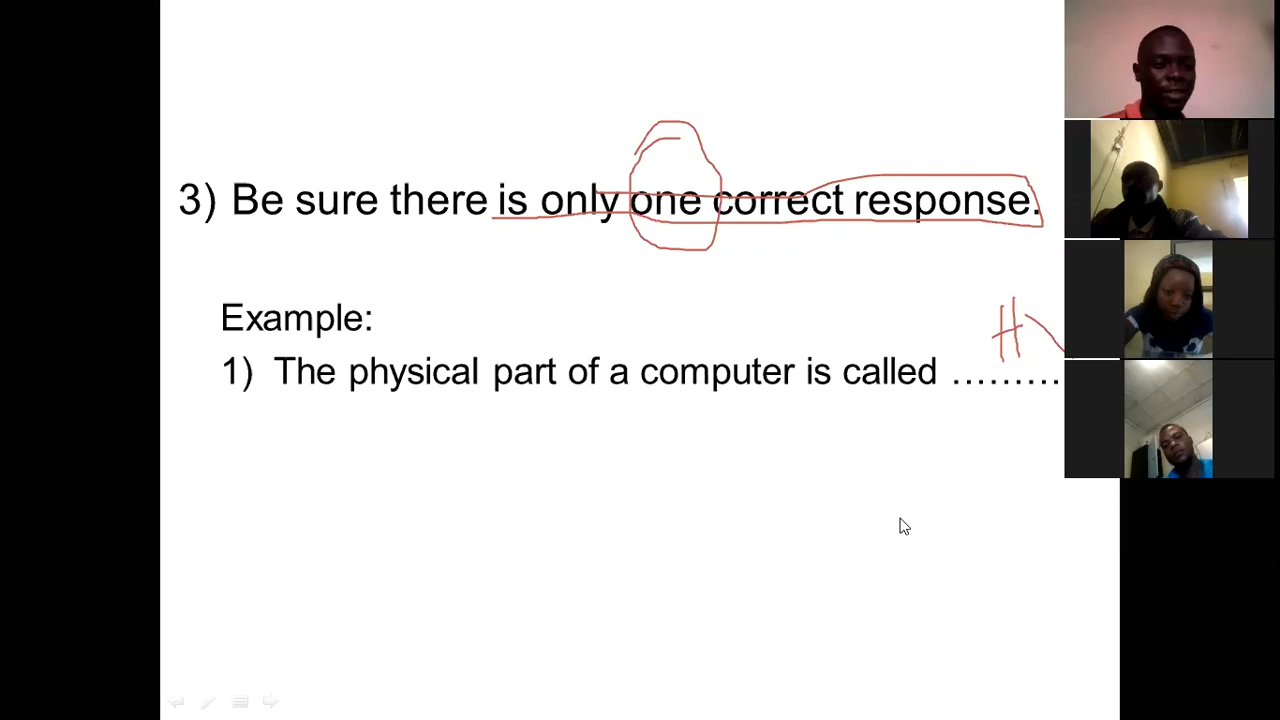 3) Be sure there is only one correct response.
Example:
H
1) The physical part of a computer is called ………